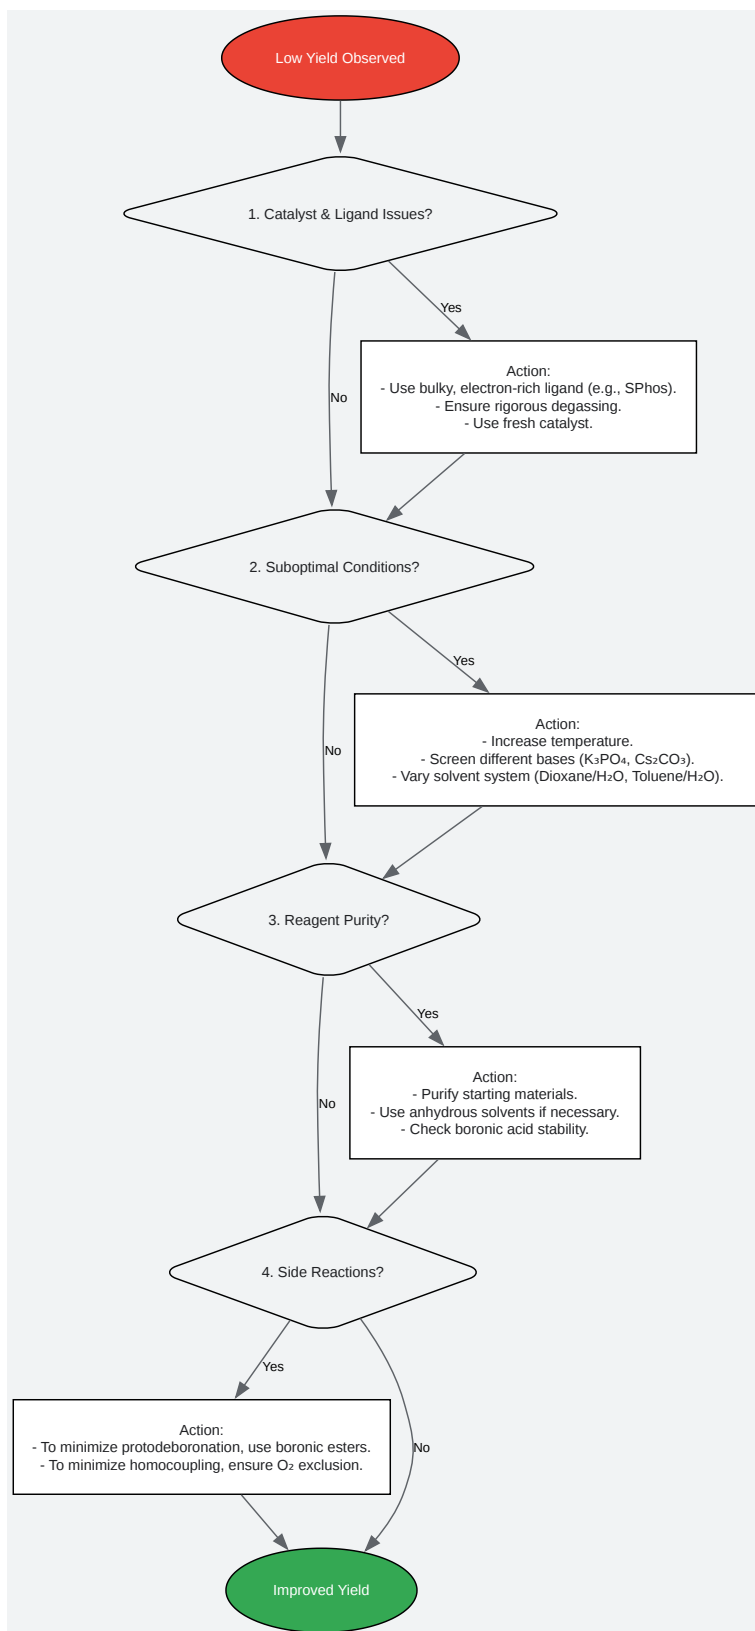 Low Yield Observed
1. Catalyst & Ligand Issues?
Yes
No
Action:
- Use bulky, electron-rich ligand (e.g., SPhos).
- Ensure rigorous degassing.
- Use fresh catalyst.
2. Suboptimal Conditions?
Yes
No
Action:
- Increase temperature.
- Screen different bases (K₃PO₄, Cs₂CO₃).
- Vary solvent system (Dioxane/H₂O, Toluene/H₂O).
3. Reagent Purity?
Yes
No
Action:
- Purify starting materials.
- Use anhydrous solvents if necessary.
- Check boronic acid stability.
4. Side Reactions?
Yes
No
Action:
- To minimize protodeboronation, use boronic esters.
- To minimize homocoupling, ensure O₂ exclusion.
Improved Yield